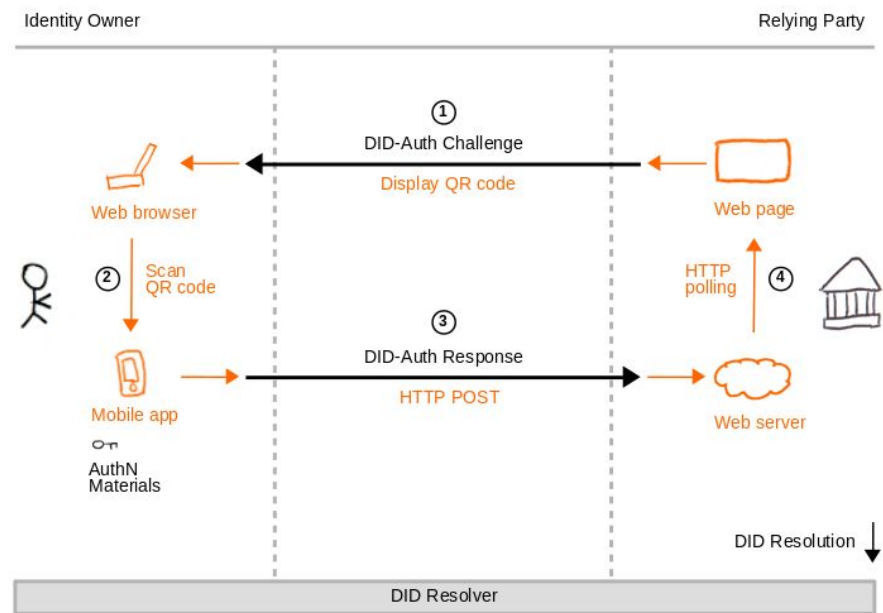 Identity Owner
Relying Party
1
DID-Auth Challenge
Display QR code
Web browser
Web page
2
Scan
QR code
HTTP
polling
4
3
DID-Auth Response
HTTP POST
Mobile app
Web server
AuthN
Materials
DID Resolution
DID Resolver